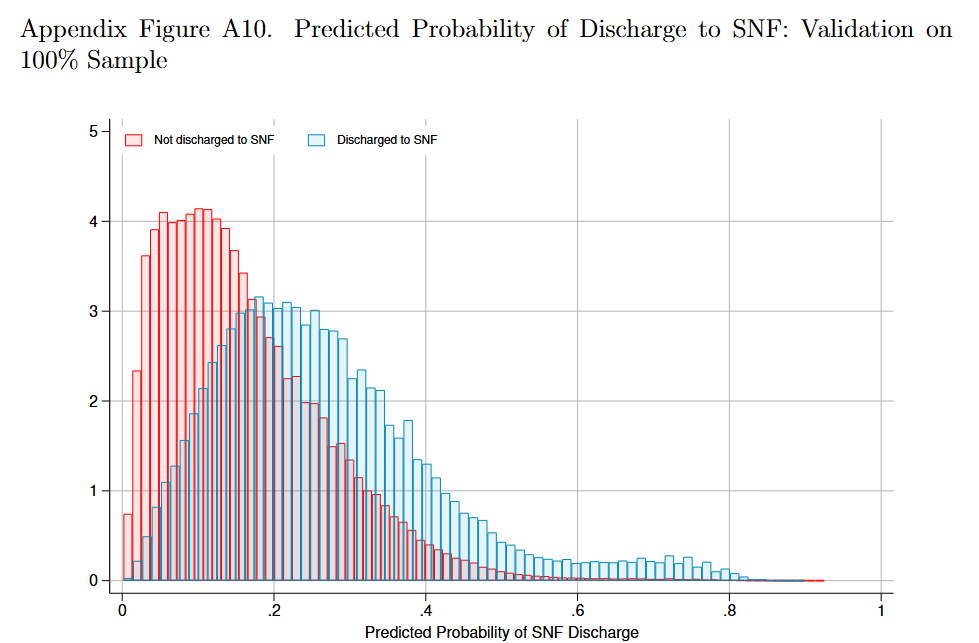 Appendix Figure A10. Predicted Probability of Discharge to SNF: Validation on
100% Sample
Not discharged to SNF
Discharged to SNF
5
4
3
2
1
0
0
.2
.4
.6
.8
1
Predicted Probability of SNF Discharge